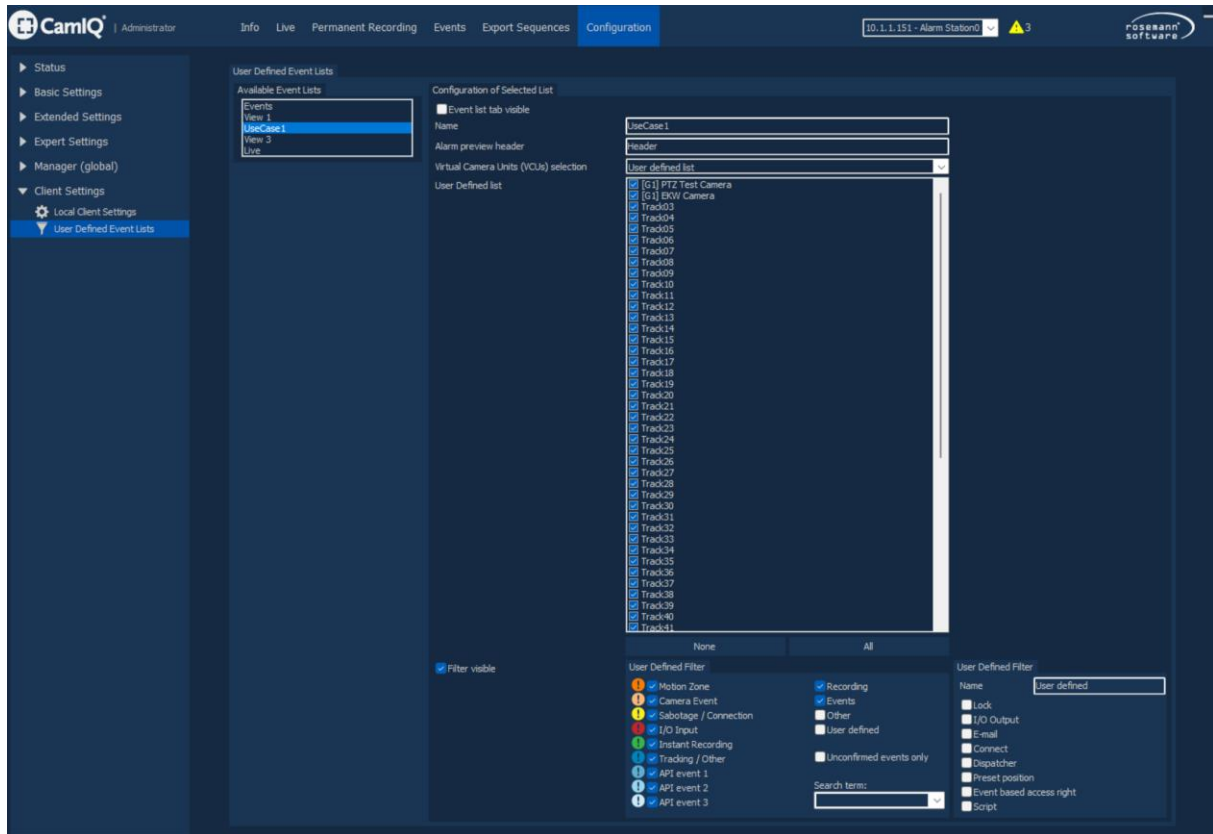 CamIQ | Administrator
Info Live Permanent Recording Events Export Sequences Configuration
10.1.1.151 - Alarm Station0
3
rosemann
software
Status
Basic Settings
Extended Settings
Expert Settings
Manager (global)
Client Settings
Local Client Settings
User Defined Event Lists
User Defined Event Lists
Available Event Lists
Events
View 1
UseCase1
View 3
Live
Configuration of Selected List
Event list tab visible
Name
UseCase1
Alarm preview header
Header
Virtual Camera Units (VCUs) selection
User defined list
User Defined list
[G1] PTZ Test Camera
[G1] EKW Camera
Track03
Track04
Track05
Track06
Track07
Track08
Track09
Track10
Track11
Track12
Track13
Track14
Track15
Track16
Track17
Track18
Track19
Track20
Track21
Track22
Track23
Track24
Track25
Track26
Track27
Track28
Track29
Track30
Track31
Track32
Track33
Track34
Track35
Track36
Track37
Track38
Track39
Track40
Track41
None
All
Filter visible
User Defined Filter
Motion Zone
Camera Event
Sabotage / Connection
I/O Input
Instant Recording
Tracking / Other
API event 1
API event 2
API event 3
Recording
Events
Other
User defined
Unconfirmed events only
Search term:
User Defined Filter
Name
User defined
Lock
I/O Output
E-mail
Connect
Dispatcher
Preset position
Event based access right
Script